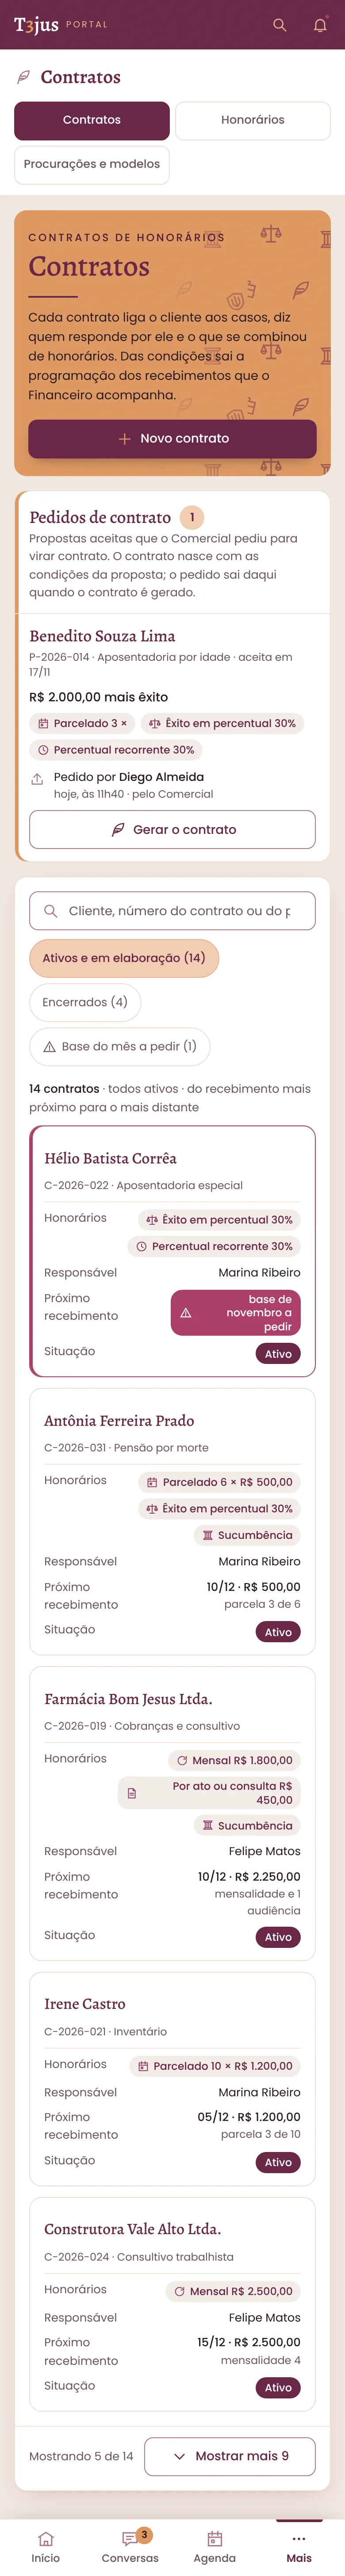 T3jus PORTAL
Contratos
Contratos
Honorários
Procurações e modelos
CONTRATOS DE HONORÁRIOS
Contratos
Cada contrato liga o cliente aos casos, diz
quem responde por ele e o que se combinou
de honorários. Das condições sai a
programação dos recebimentos que o
Financeiro acompanha.
Novo contrato
Pedidos de contrato 1
Propostas aceitas que o Comercial pediu para
virar contrato. O contrato nasce com as
condições da proposta; o pedido sai daqui
quando o contrato é gerado.
Benedito Souza Lima
P-2026-014 · Aposentadoria por idade · aceita em
17/11
R$ 2.000,00 mais êxito
Parcelado 3 ×
Êxito em percentual 30%
Percentual recorrente 30%
Pedido por Diego Almeida
hoje, às 11h40 · pelo Comercial
Gerar o contrato
Cliente, número do contrato ou do p
Ativos e em elaboração (14)
Encerrados (4)
Base do mês a pedir (1)
14 contratos · todos ativos · do recebimento mais
próximo para o mais distante
Hélio Batista Corrêa
C-2026-022 · Aposentadoria especial
Honorários
Êxito em percentual 30%
Percentual recorrente 30%
Responsável
Marina Ribeiro
Próximo
recebimento
base de
novembro a
pedir
Situação
Ativo
Antônia Ferreira Prado
C-2026-031 · Pensão por morte
Honorários
Parcelado 6 × R$ 500,00
Êxito em percentual 30%
Sucumbência
Responsável
Marina Ribeiro
Próximo
recebimento
10/12 · R$ 500,00
parcela 3 de 6
Situação
Ativo
Farmácia Bom Jesus Ltda.
C-2026-019 · Cobranças e consultivo
Honorários
Mensal R$ 1.800,00
Por ato ou consulta R$
450,00
Sucumbência
Responsável
Felipe Matos
Próximo
recebimento
10/12 · R$ 2.250,00
mensalidade e 1
audiência
Situação
Ativo
Irene Castro
C-2026-021 · Inventário
Honorários
Parcelado 10 × R$ 1.200,00
Responsável
Marina Ribeiro
Próximo
recebimento
05/12 · R$ 1.200,00
parcela 3 de 10
Situação
Ativo
Construtora Vale Alto Ltda.
C-2026-024 · Consultivo trabalhista
Honorários
Mensal R$ 2.500,00
Responsável
Felipe Matos
Próximo
recebimento
15/12 · R$ 2.500,00
mensalidade 4
Situação
Ativo
Mostrando 5 de 14
Mostrar mais 9
Início
Conversas 3
Agenda
Mais